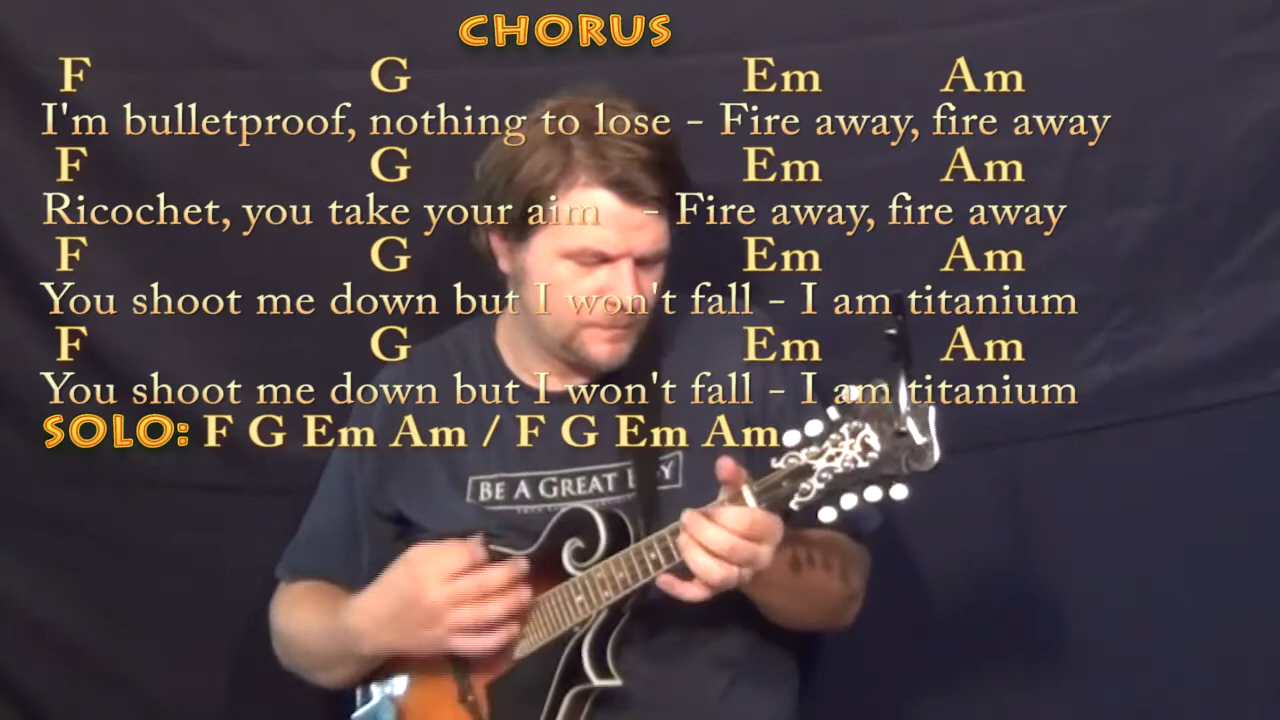 CHORUS
F G Em Am
I'm bulletproof, nothing to lose - Fire away, fire away
F G Em Am
Ricochet, you take your aim - Fire away, fire away
F G Em Am
You shoot me down but I won't fall - I am titanium
F G Em Am
You shoot me down but I won't fall - I am titanium
SOLO: F G Em Am / F G Em Am
BE A GREAT